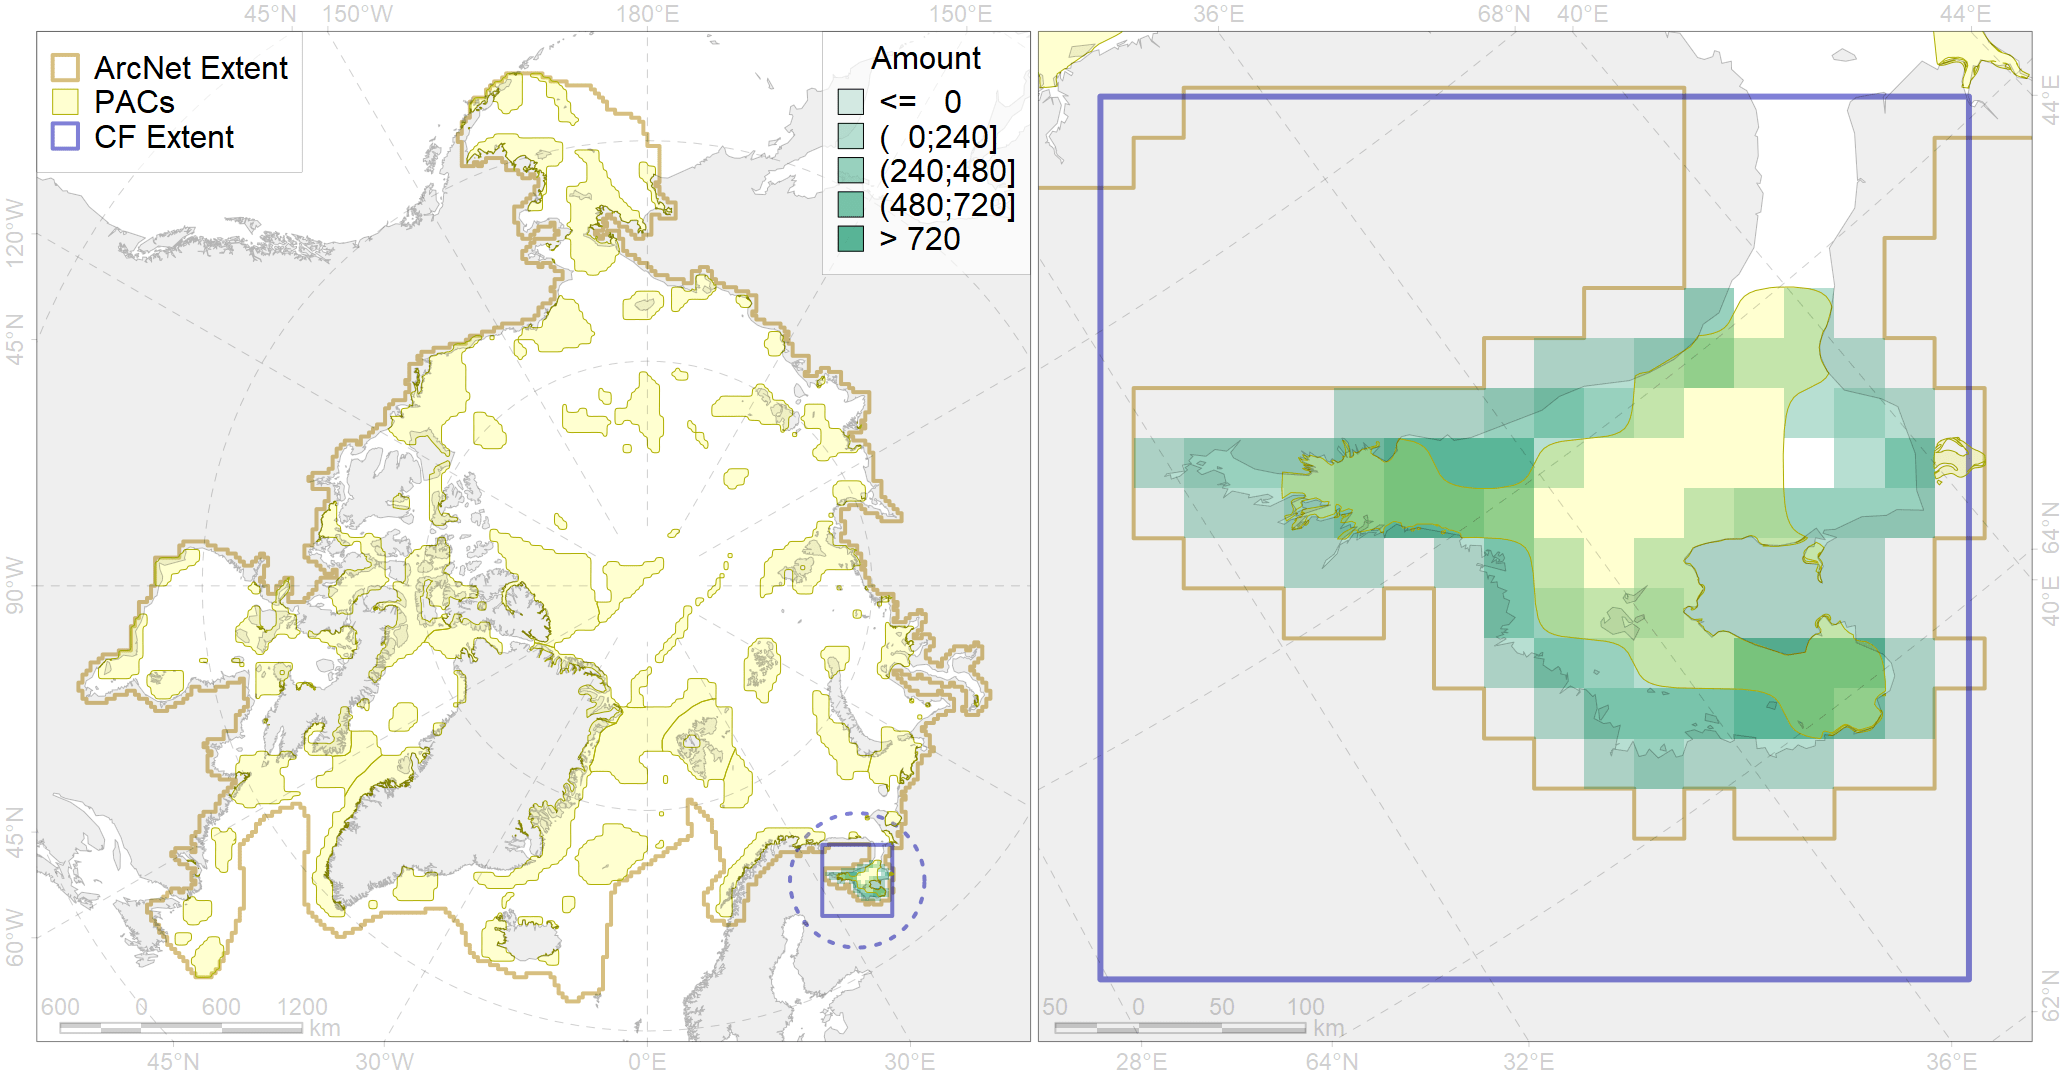 45°N 150°W 180°E 150°E 36°E 68°N 40°E 44°E
ArcNet Extent
PACs
CF Extent
Amount
<= 0
( 0;240]
(240;480]
(480;720]
> 720
120°W
45°N
90°W
45°N
60°W
44°E
64°N
40°E
62°N
600 0 600 1200
km
50 0 50 100
km
45°N 30°W 0°E 30°E 28°E 64°N 32°E 36°E